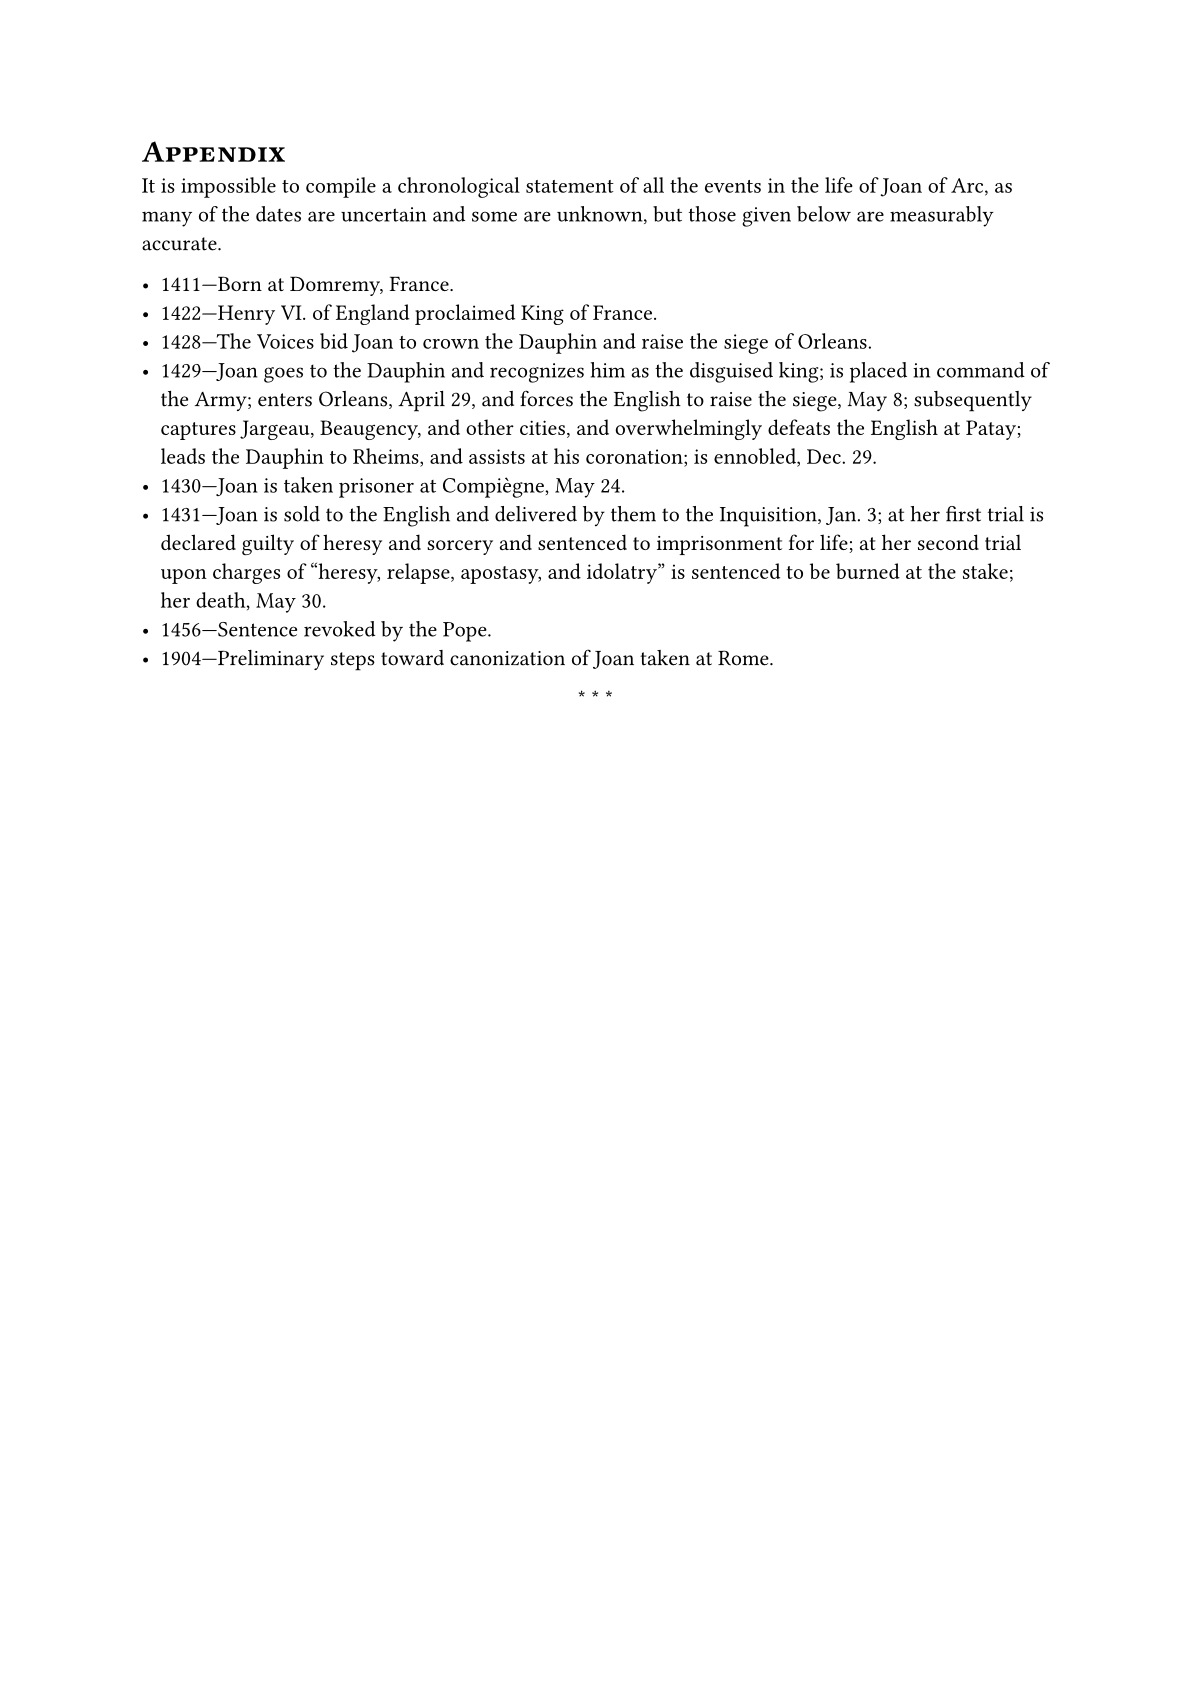 Appendix
It is impossible to compile a chronological statement of all the events in the life of Joan of Arc, as
many of the dates are uncertain and some are unknown, but those given below are measurably
accurate.
• 1411—Born at Domremy, France.
• 1422—Henry VI. of England proclaimed King of France.
• 1428—The Voices bid Joan to crown the Dauphin and raise the siege of Orleans.
• 1429—Joan goes to the Dauphin and recognizes him as the disguised king; is placed in command of
the Army; enters Orleans, April 29, and forces the English to raise the siege, May 8; subsequently
captures Jargeau, Beaugency, and other cities, and overwhelmingly defeats the English at Patay;
leads the Dauphin to Rheims, and assists at his coronation; is ennobled, Dec. 29.
• 1430—Joan is taken prisoner at Compiègne, May 24.
• 1431—Joan is sold to the English and delivered by them to the Inquisition, Jan. 3; at her first trial is
declared guilty of heresy and sorcery and sentenced to imprisonment for life; at her second trial
upon charges of “heresy, relapse, apostasy, and idolatry” is sentenced to be burned at the stake;
her death, May 30.
• 1456—Sentence revoked by the Pope.
• 1904—Preliminary steps toward canonization of Joan taken at Rome.
* * *